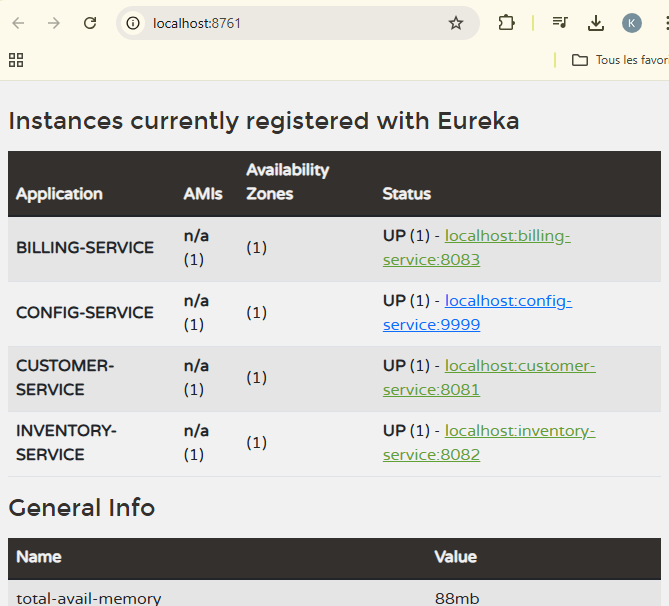 localhost:8761
K
Tous les favor
Instances currently registered with Eureka
Application AMIs Availability Zones Status
BILLING-SERVICE n/a (1) (1) UP (1) - localhost:billing-service:8083
CONFIG-SERVICE n/a (1) (1) UP (1) - localhost:config-service:9999
CUSTOMER-SERVICE n/a (1) (1) UP (1) - localhost:customer-service:8081
INVENTORY-SERVICE n/a (1) (1) UP (1) - localhost:inventory-service:8082
General Info
Name Value
total-avail-memory 88mb